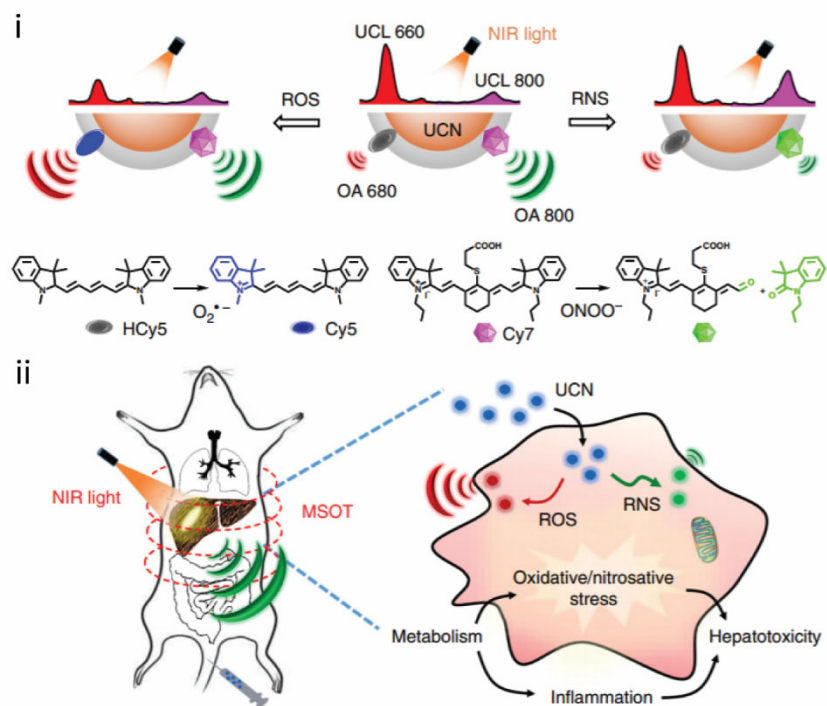 i
UCL 660
NIR light
UCL 800
ROS
RNS
UCN
OA 680
OA 800
COOH
S
N
N
N+
N
N+
I-
N
COOH
S
N+
I-
O
+
O
N
O2•−
ONOO−
HCy5
Cy5
Cy7
ii
UCN
NIR light
MSOT
ROS
RNS
Oxidative/nitrosative
stress
Metabolism
Hepatotoxicity
Inflammation